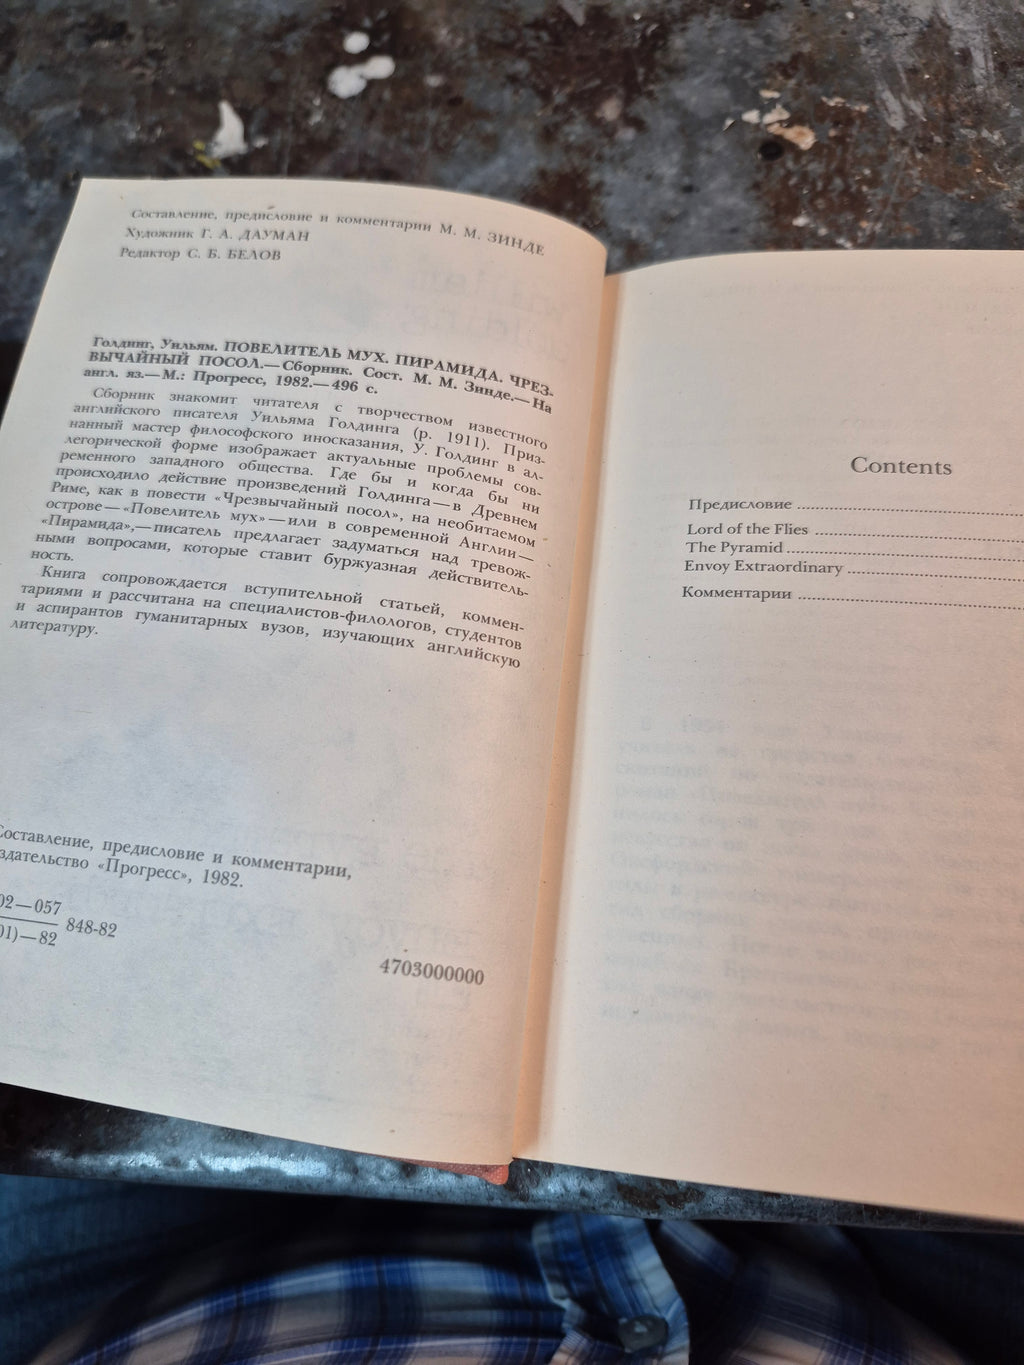 Составление, предисловие и комментарии М. М. ЗИНДЕ
Художник Г. А. ДАУМАН
Редактор С. Б. БЕЛОВ
Голдинг, Уильям. ПОВЕЛИТЕЛЬ МУХ. ПИРАМИДА. ЧРЕЗ-
ВЫЧАЙНЫЙ ПОСОЛ.— Сборник. Сост. М. М. Зинде.— На
англ. яз.— М.: Прогресс, 1982.— 496 с.
Сборник знакомит читателя с творчеством известного
английского писателя Уильяма Голдинга (р. 1911). Приз-
нанный мастер философского иносказания, У. Голдинг в ал-
легорической форме изображает актуальные проблемы сов-
ременного западного общества. Где бы и когда бы ни
происходило действие произведений Голдинга — в Древнем
Риме, как в повести «Чрезвычайный посол», на необитаемом
острове — «Повелитель мух» — или в современной Англии —
«Пирамида», — писатель предлагает задуматься над тревож-
ными вопросами, которые ставит буржуазная действитель-
ность.
Книга сопровождается вступительной статьей, коммен-
тариями и рассчитана на специалистов-филологов, студентов
и аспирантов гуманитарных вузов, изучающих английскую
литературу.
Составление, предисловие и комментарии,
издательство «Прогресс», 1982.
02—057
01)—82
848-82
4703000000
Contents
Предисловие
Lord of the Flies
The Pyramid
Envoy Extraordinary
Комментарии